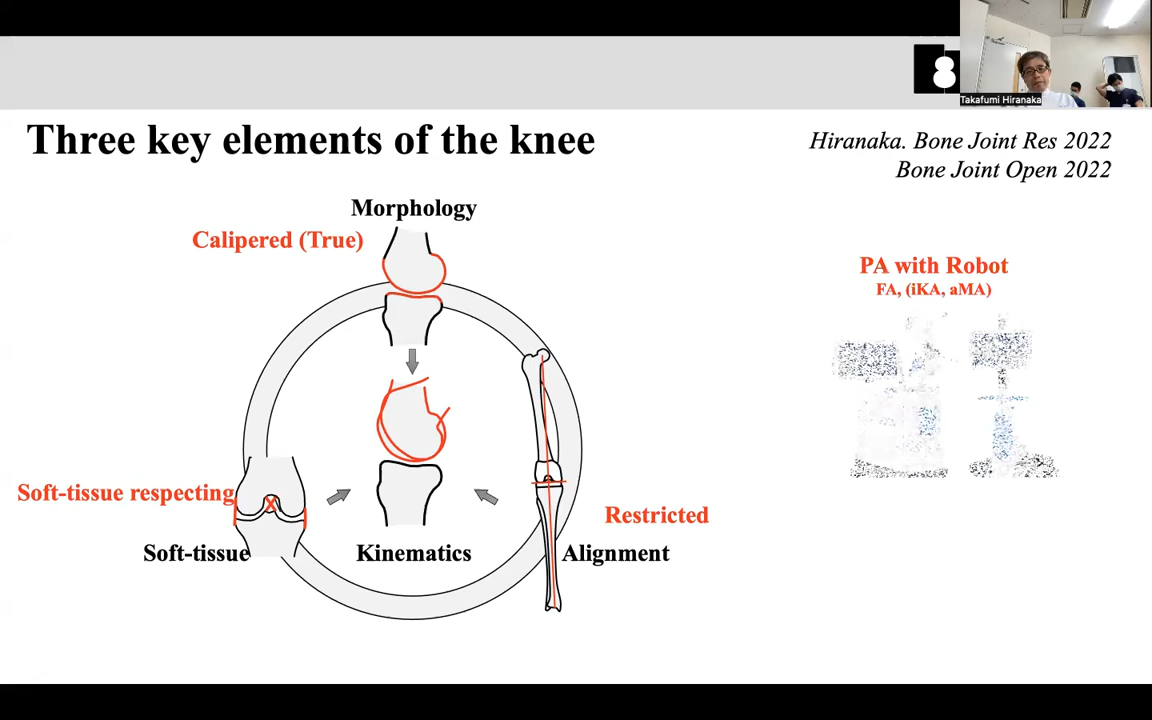 Takafumi Hiranaka
Three key elements of the knee
Hiranaka. Bone Joint Res 2022
Bone Joint Open 2022
Morphology
Calipered (True)
PA with Robot
FA, (iKA, aMA)
Soft-tissue respecting
Restricted
Soft-tissue
Kinematics
Alignment